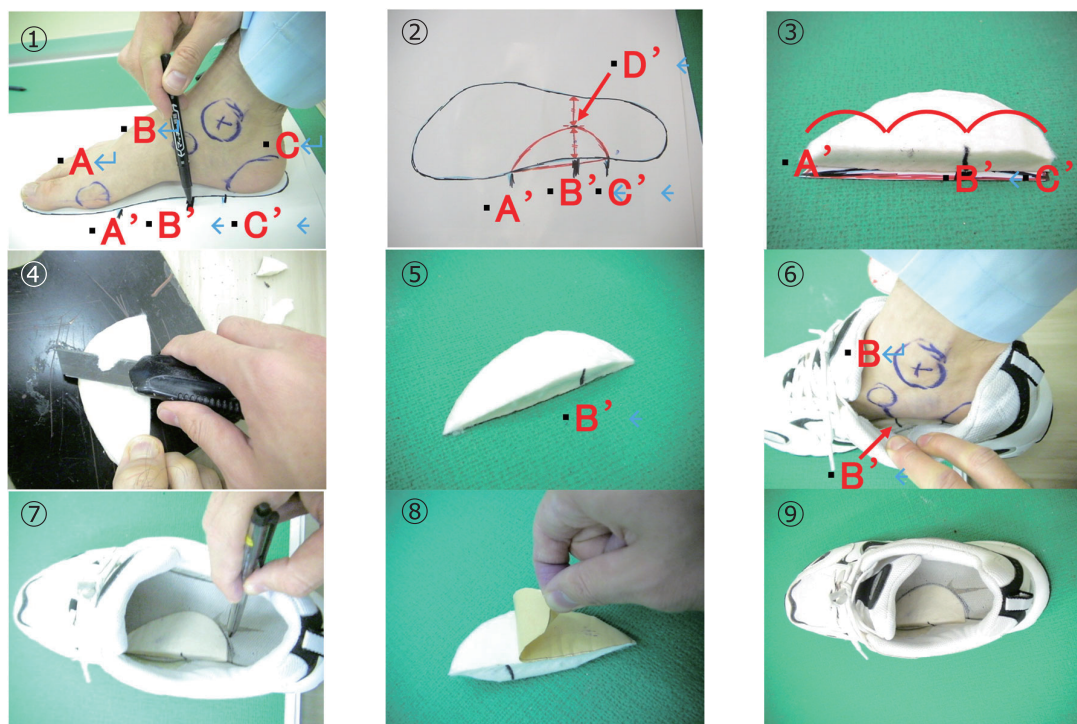 ①
▪B↵
▪A↵
▪C↵
▪A’
▪B’ ←
▪C’ ←
②
▪D’ ←
▪A’
▪B’ ←
▪C’ ←
③
▪A’
▪B’ ←
▪C’
④
⑤
▪B’ ←
⑥
▪B↵
▪B’ ←
⑦
⑧
⑨